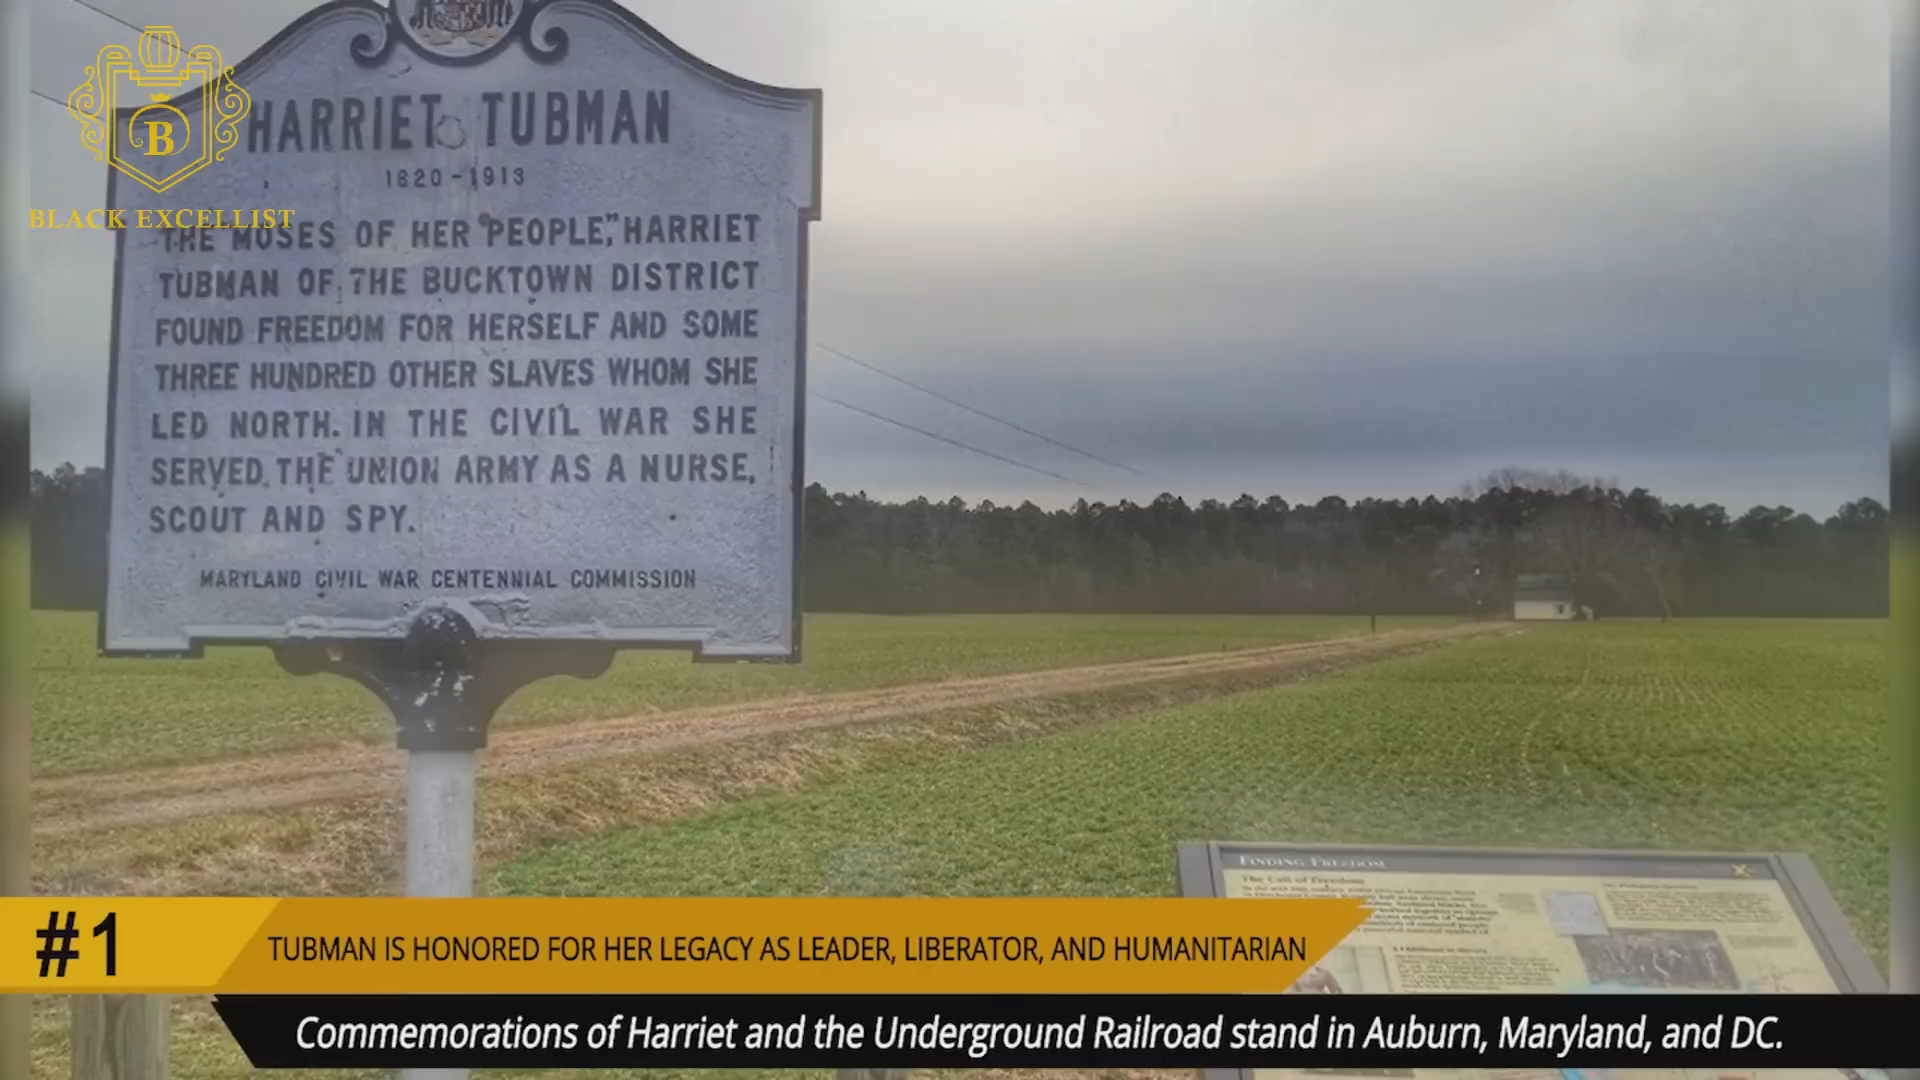 B
BLACK EXCELLIST
HARRIET TUBMAN
1820-1913
THE MOSES OF HER "PEOPLE," HARRIET
TUBMAN OF THE BUCKTOWN DISTRICT
FOUND FREEDOM FOR HERSELF AND SOME
THREE HUNDRED OTHER SLAVES WHOM SHE
LED NORTH. IN THE CIVIL WAR SHE
SERVED THE UNION ARMY AS A NURSE,
SCOUT AND SPY.
MARYLAND CIVIL WAR CENTENNIAL COMMISSION
FINDING FREEDOM
The Call of Freedom
#1
TUBMAN IS HONORED FOR HER LEGACY AS LEADER, LIBERATOR, AND HUMANITARIAN
Commemorations of Harriet and the Underground Railroad stand in Auburn, Maryland, and DC.